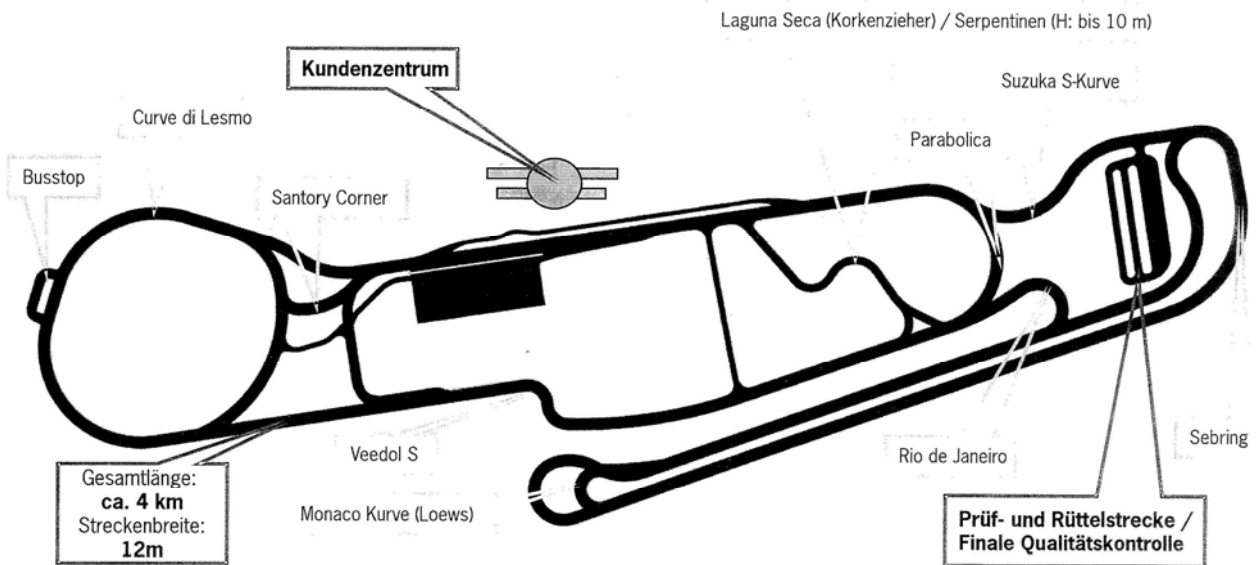 Laguna Seca (Korkenzieher) / Serpentinen (H: bis 10 m)
Kundenzentrum
Suzuka S-Kurve
Curve di Lesmo
Parabolica
Busstop
Santory Corner
Veedol S
Rio de Janeiro
Sebring
Gesamtlänge:
ca. 4 km
Streckenbreite:
12m
Monaco Kurve (Loews)
Prüf- und Rüttelstrecke /
Finale Qualitätskontrolle